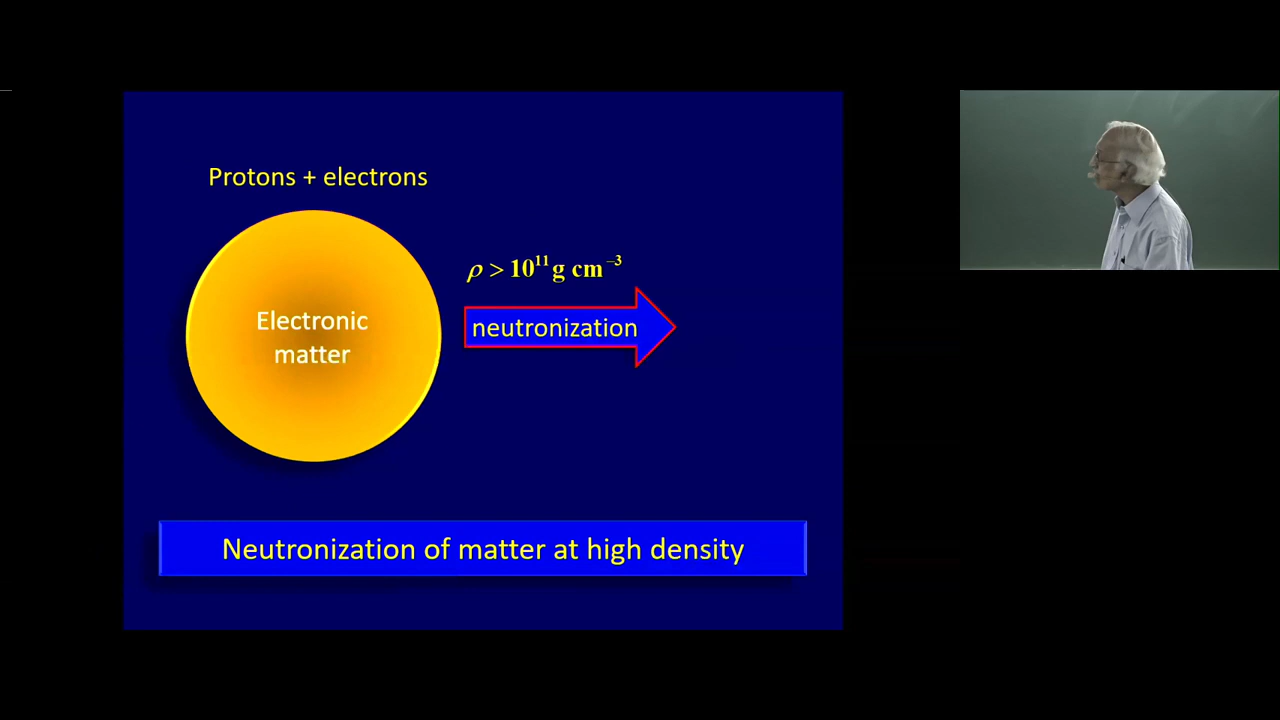 Protons + electrons
ρ > 10¹¹ g cm⁻³
Electronic
matter
neutronization
Neutronization of matter at high density